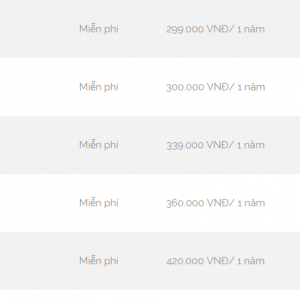 Miễn phí 299.000 VNĐ/ 1 năm
Miễn phí 300.000 VNĐ/ 1 năm
Miễn phí 339.000 VNĐ/ 1 năm
Miễn phí 360.000 VNĐ/ 1 năm
Miễn phí 420.000 VNĐ/ 1 năm